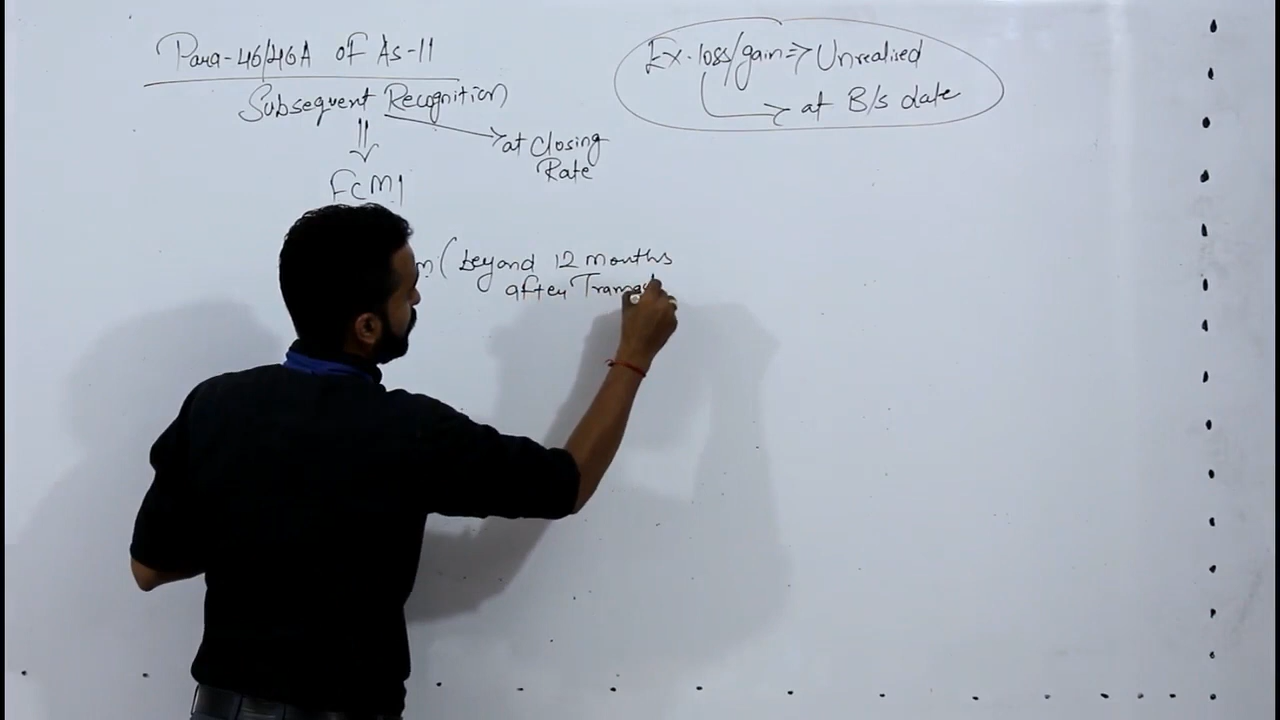 Para-46/46A of As-11
Subsequent Recognition
at Closing
Rate
FCMI
(beyond 12 months
after
Ex. loss/gain => Unrealised
at B/s date